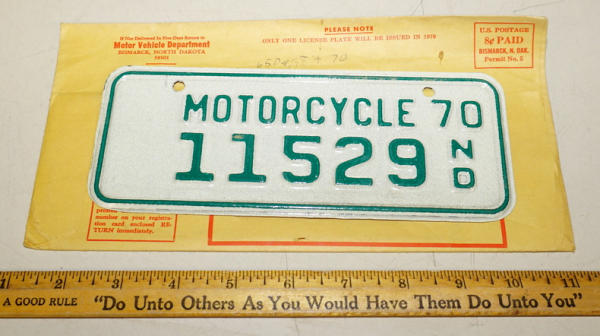 If Not Delivered In Five Days Return to
Motor Vehicle Department
BISMARCK, NORTH DAKOTA
58501
PLEASE NOTE
ONLY ONE LICENSE PLATE WILL BE ISSUED IN 1970
U.S. POSTAGE
8¢ PAID
BISMARCK, N. DAK.
Permit No. 5
MOTORCYCLE 70
11529 ND
number on your registra-
tion card enclosed RE-
TURN immediately.
1 2 3 4 5 6 7 8 9 10 11
A GOOD RULE "Do Unto Others As You Would Have Them Do Unto You"